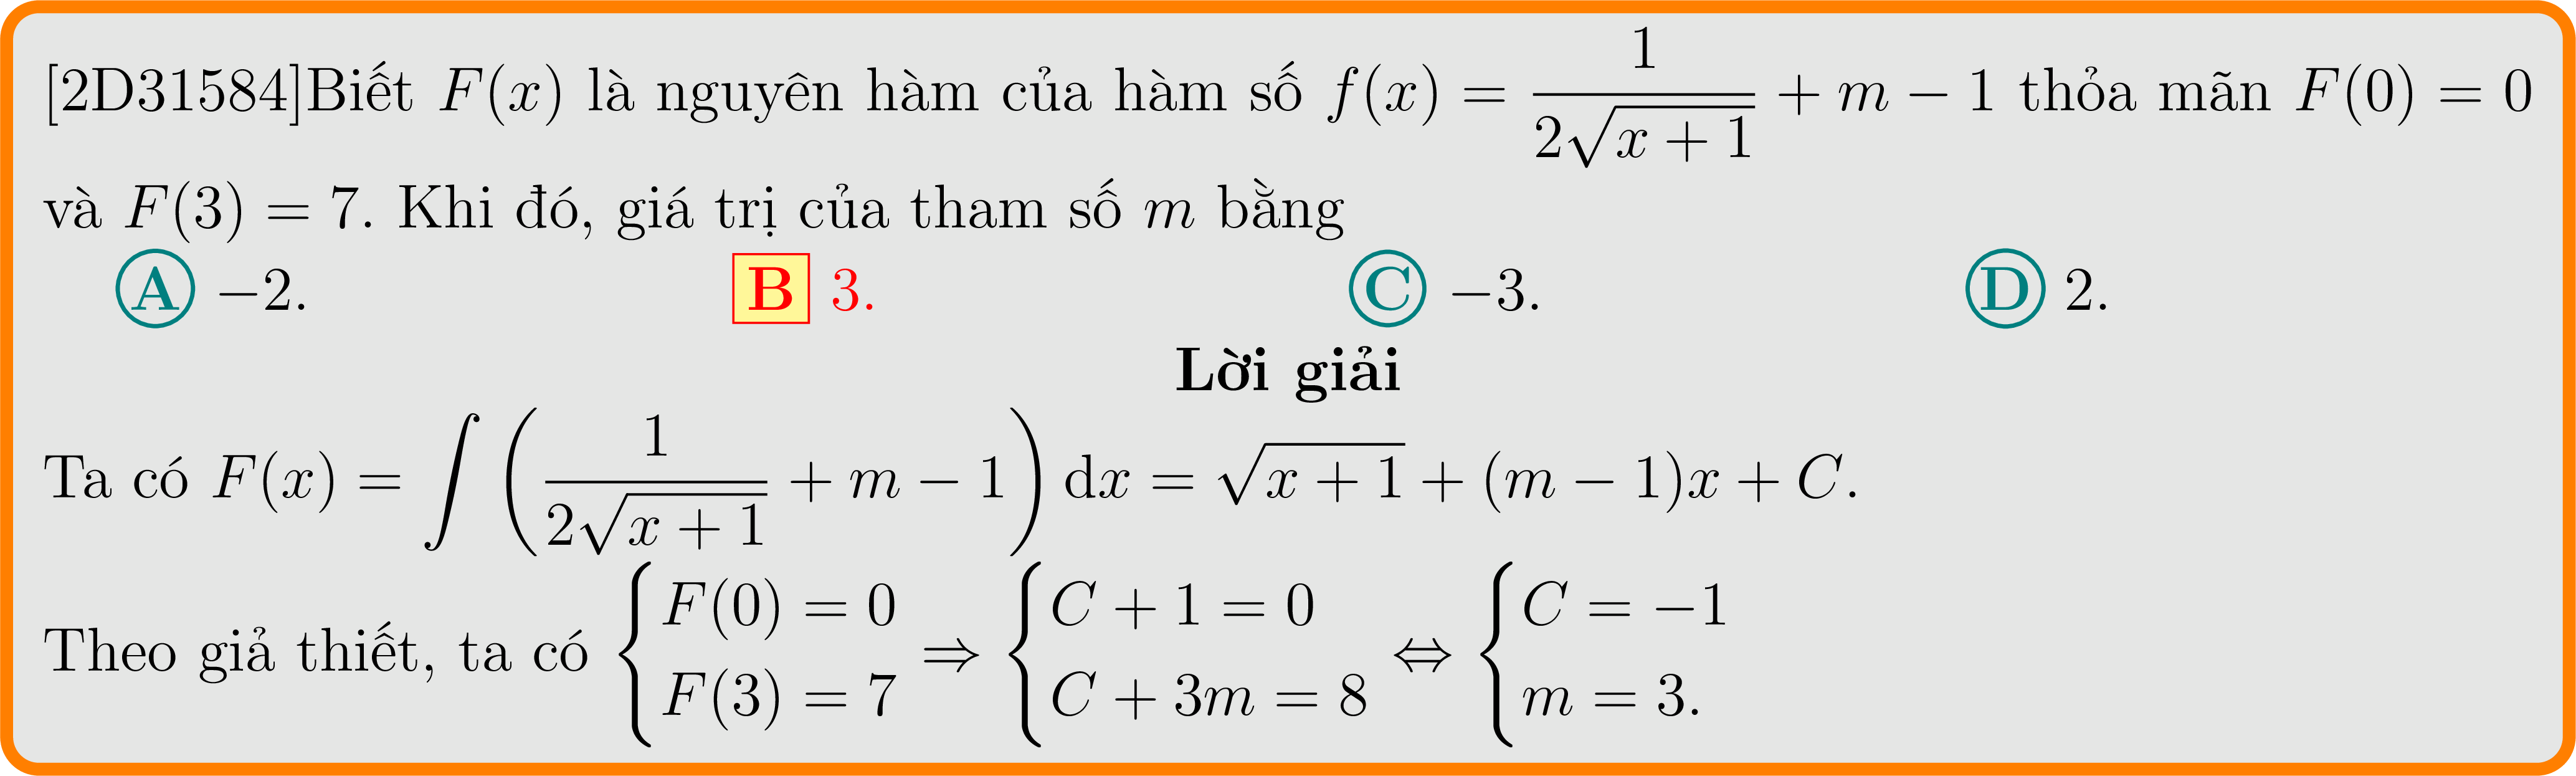 [2D31584]Biết $F(x)$ là nguyên hàm của hàm số $f(x) = \dfrac{1}{2\sqrt{x+1}} + m - 1$ thỏa mãn $F(0) = 0$
và $F(3) = 7$. Khi đó, giá trị của tham số $m$ bằng
A −2. B 3. C −3. D 2.
Lời giải
Ta có $F(x) = \displaystyle\int \left(\dfrac{1}{2\sqrt{x+1}} + m - 1\right) \mathrm{d}x = \sqrt{x+1} + (m-1)x + C.$
Theo giả thiết, ta có $\begin{cases} F(0) = 0 \\ F(3) = 7 \end{cases} \Rightarrow \begin{cases} C + 1 = 0 \\ C + 3m = 8 \end{cases} \Leftrightarrow \begin{cases} C = -1 \\ m = 3. \end{cases}$